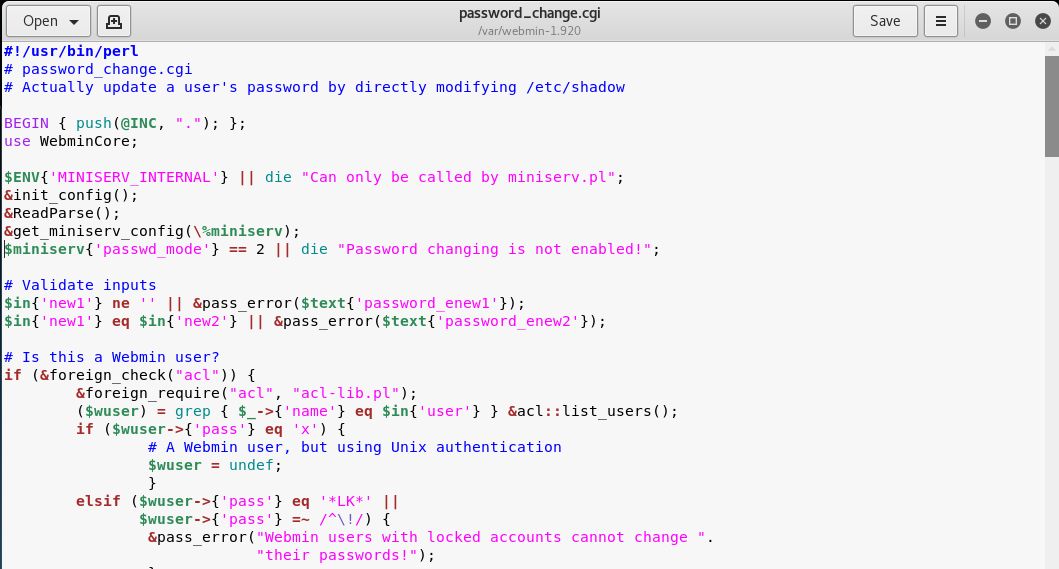 Open
password_change.cgi
/var/webmin-1.920
Save
#!/usr/bin/perl
# password_change.cgi
# Actually update a user's password by directly modifying /etc/shadow
BEGIN { push(@INC, "."); };
use WebminCore;
$ENV{'MINISERV_INTERNAL'} || die "Can only be called by miniserv.pl";
&init_config();
&ReadParse();
&get_miniserv_config(\%miniserv);
$miniserv{'passwd_mode'} == 2 || die "Password changing is not enabled!";
# Validate inputs
$in{'new1'} ne '' || &pass_error($text{'password_enew1'});
$in{'new1'} eq $in{'new2'} || &pass_error($text{'password_enew2'});
# Is this a Webmin user?
if (&foreign_check("acl")) {
&foreign_require("acl", "acl-lib.pl");
($wuser) = grep { $_->{'name'} eq $in{'user'} } &acl::list_users();
if ($wuser->{'pass'} eq 'x') {
# A Webmin user, but using Unix authentication
$wuser = undef;
}
elsif ($wuser->{'pass'} eq '*LK*' ||
$wuser->{'pass'} =~ /^\!/) {
&pass_error("Webmin users with locked accounts cannot change ".
"their passwords!");